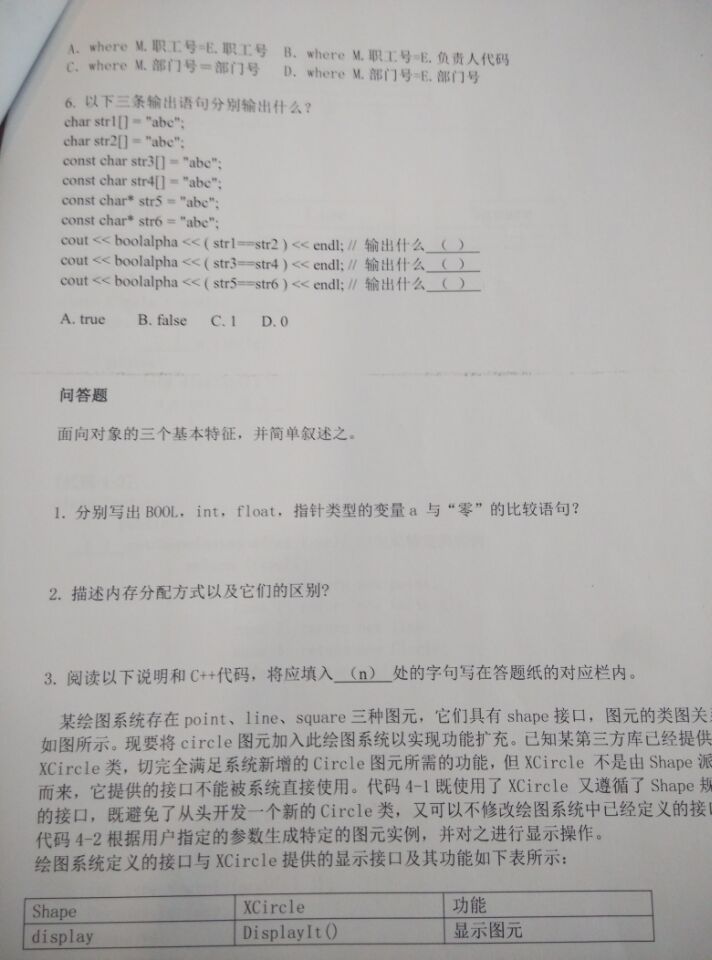 A. where M.职工号=E.职工号 B. where M.职工号=E.负责人代码
C. where M.部门号＝部门号 D. where M.部门号=E.部门号
6. 以下三条输出语句分别输出什么？
char str1[] = "abc";
char str2[] = "abc";
const char str3[] = "abc";
const char str4[] = "abc";
const char* str5 = "abc";
const char* str6 = "abc";
cout << boolalpha << ( str1==str2 ) << endl; // 输出什么（ ）
cout << boolalpha << ( str3==str4 ) << endl; // 输出什么（ ）
cout << boolalpha << ( str5==str6 ) << endl; // 输出什么（ ）
A. true B. false C. 1 D. 0
问答题
面向对象的三个基本特征，并简单叙述之。
1. 分别写出 BOOL，int，float，指针类型的变量 a 与“零”的比较语句？
2. 描述内存分配方式以及它们的区别?
3. 阅读以下说明和 C++代码，将应填入 （n） 处的字句写在答题纸的对应栏内。
某绘图系统存在 point、line、square 三种图元，它们具有 shape 接口，图元的类图关
如图所示。现要将 circle 图元加入此绘图系统以实现功能扩充。已知某第三方库已经提供
XCircle 类，切完全满足系统新增的 Circle 图元所需的功能，但 XCircle 不是由 Shape 派
而来，它提供的接口不能被系统直接使用。代码 4-1 既使用了 XCircle 又遵循了 Shape 规
的接口，既避免了从头开发一个新的 Circle 类，又可以不修改绘图系统中已经定义的接
代码 4-2 根据用户指定的参数生成特定的图元实例，并对之进行显示操作。
绘图系统定义的接口与 XCircle 提供的显示接口及其功能如下表所示：
Shape XCircle 功能
display DisplayIt() 显示图元